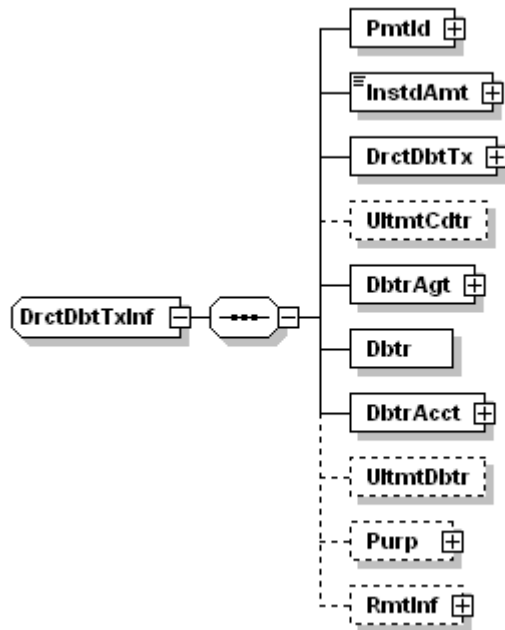 PmtId
InstdAmt
DrctDbtTx
UltmtCdtr
DbtrAgt
DrctDbtTxInf
Dbtr
DbtrAcct
UltmtDbtr
Purp
RmtInf